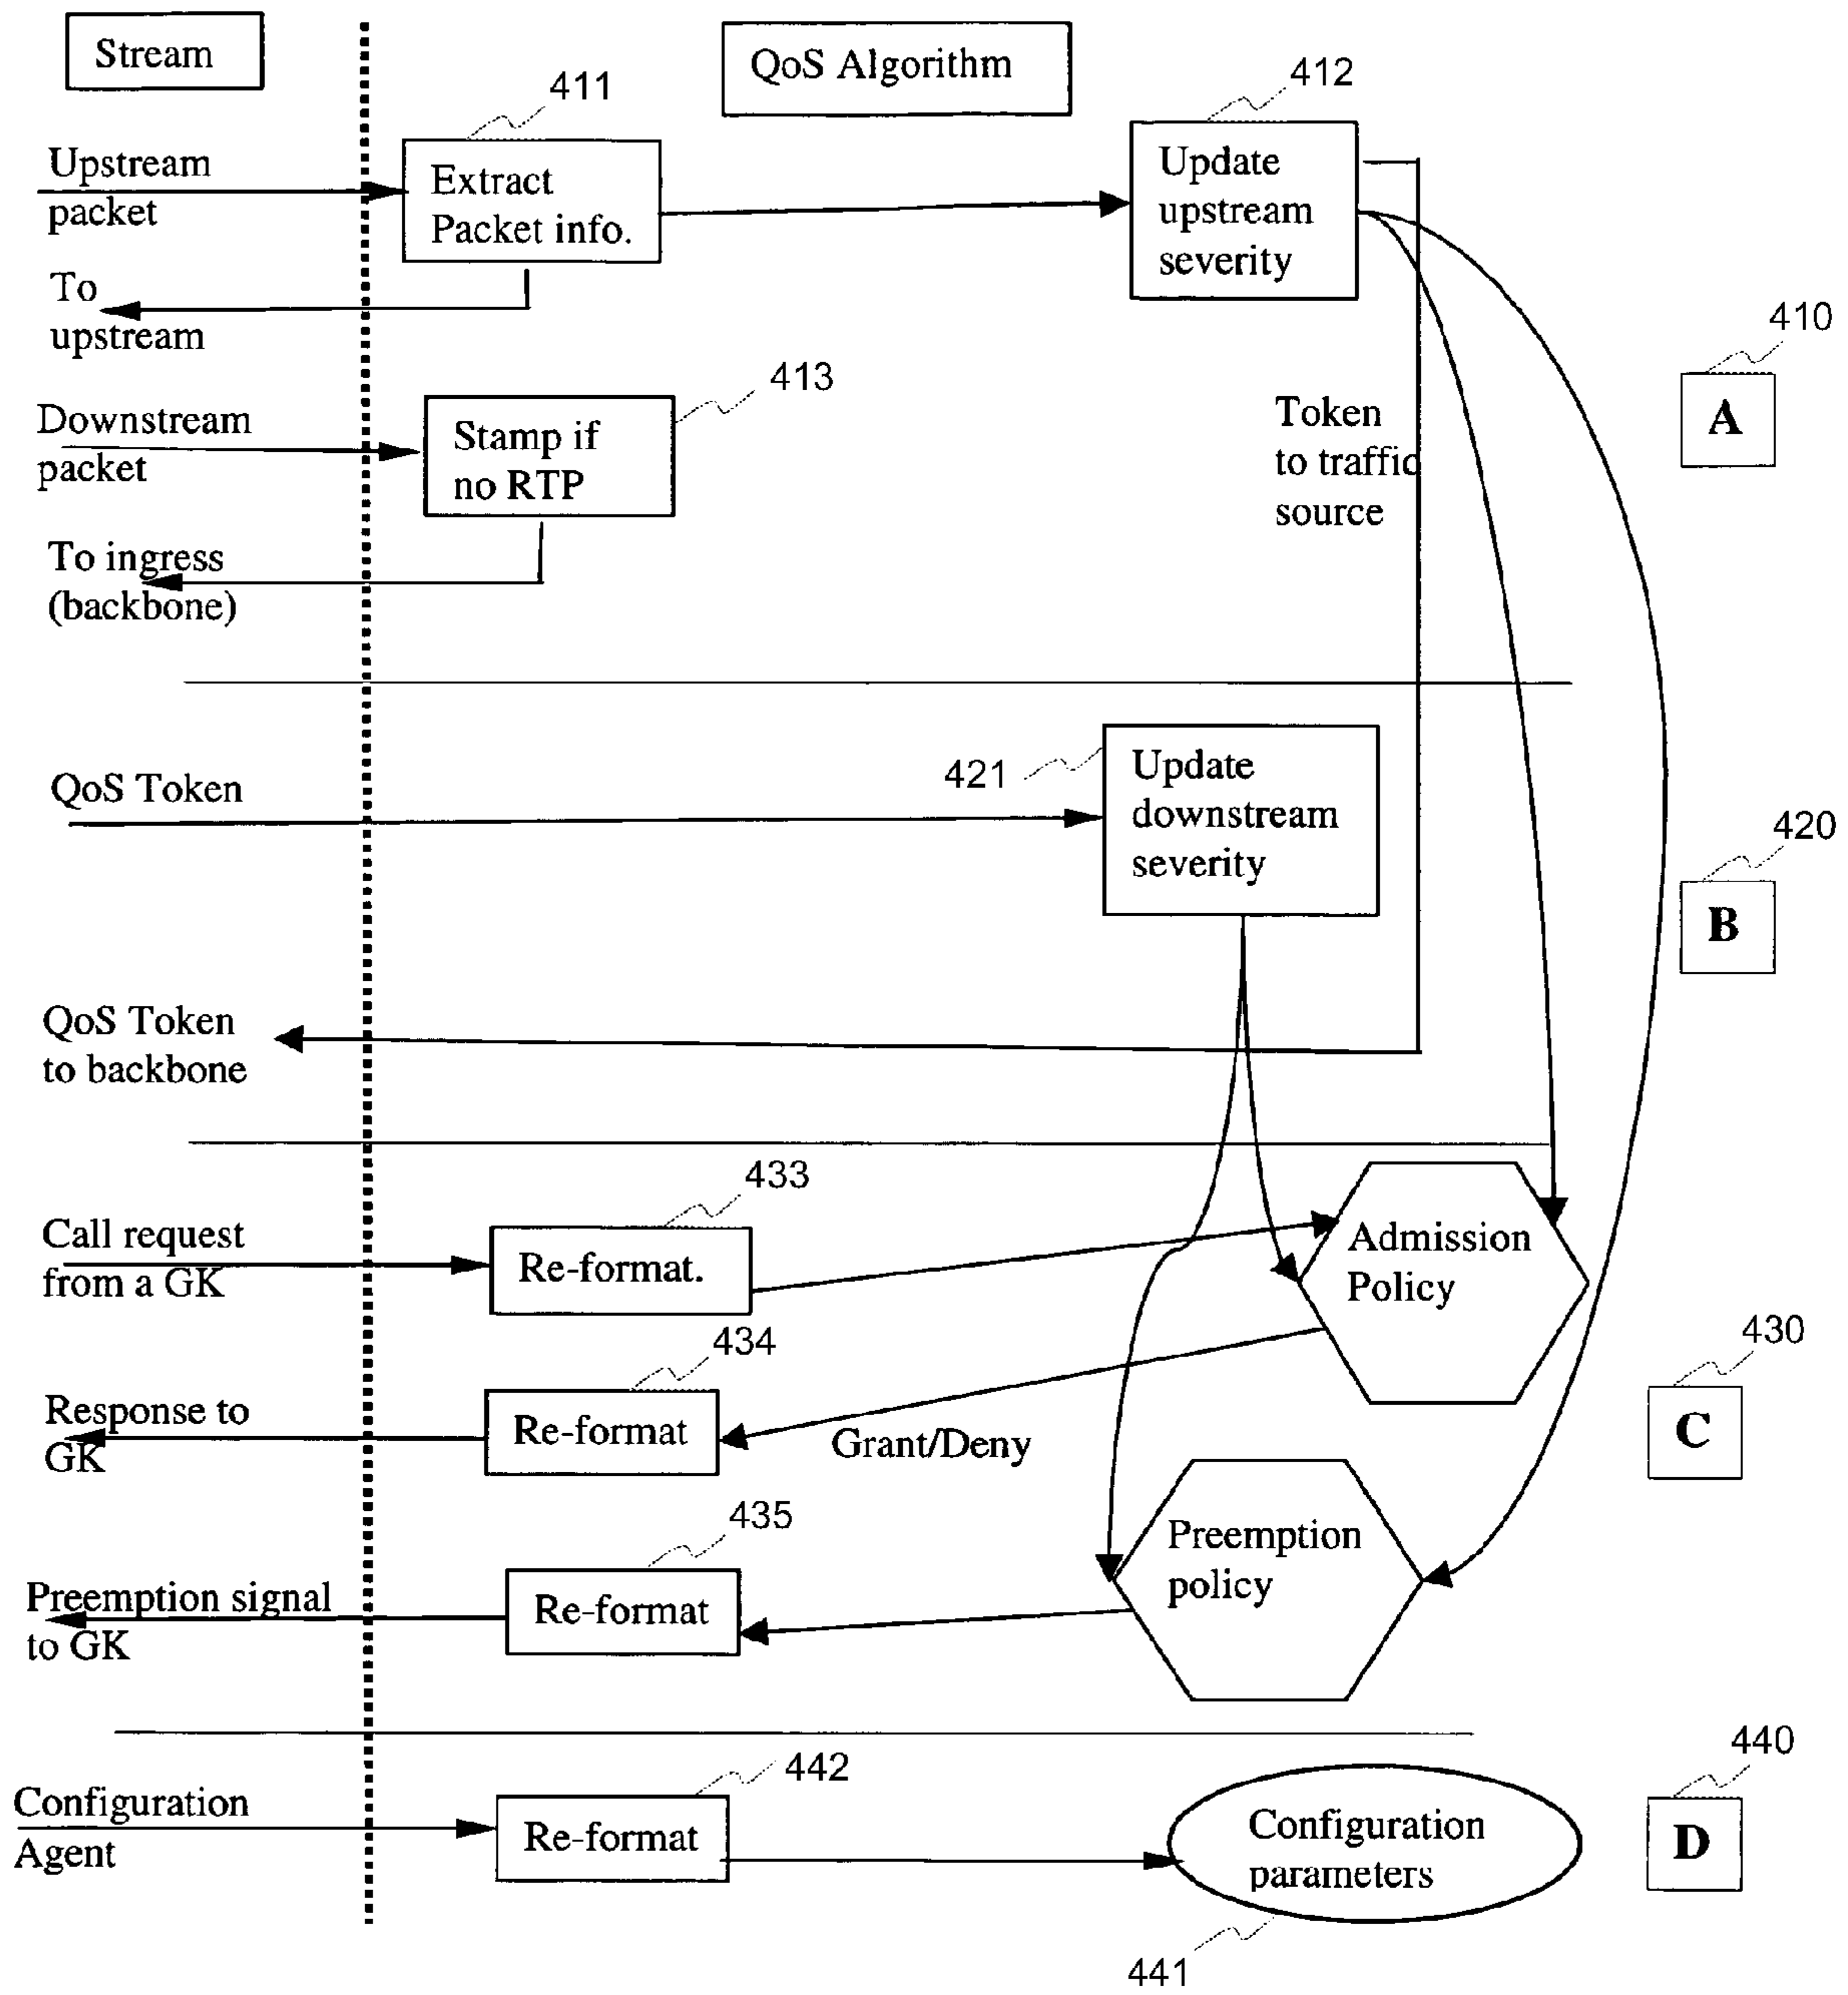 Stream
QoS Algorithm
411
412
Upstream
packet
Extract
Packet info.
Update
upstream
severity
To
upstream
410
A
413
Downstream
packet
Stamp if
no RTP
Token
to traffic
source
To ingress
(backbone)
QoS Token
421
Update
downstream
severity
420
B
QoS Token
to backbone
433
Call request
from a GK
Re-format.
Admission
Policy
434
430
C
Response to
GK
Re-format
Grant/Deny
435
Preemption signal
to GK
Re-format
Preemption
policy
442
440
Configuration
Agent
Re-format
Configuration
parameters
D
441